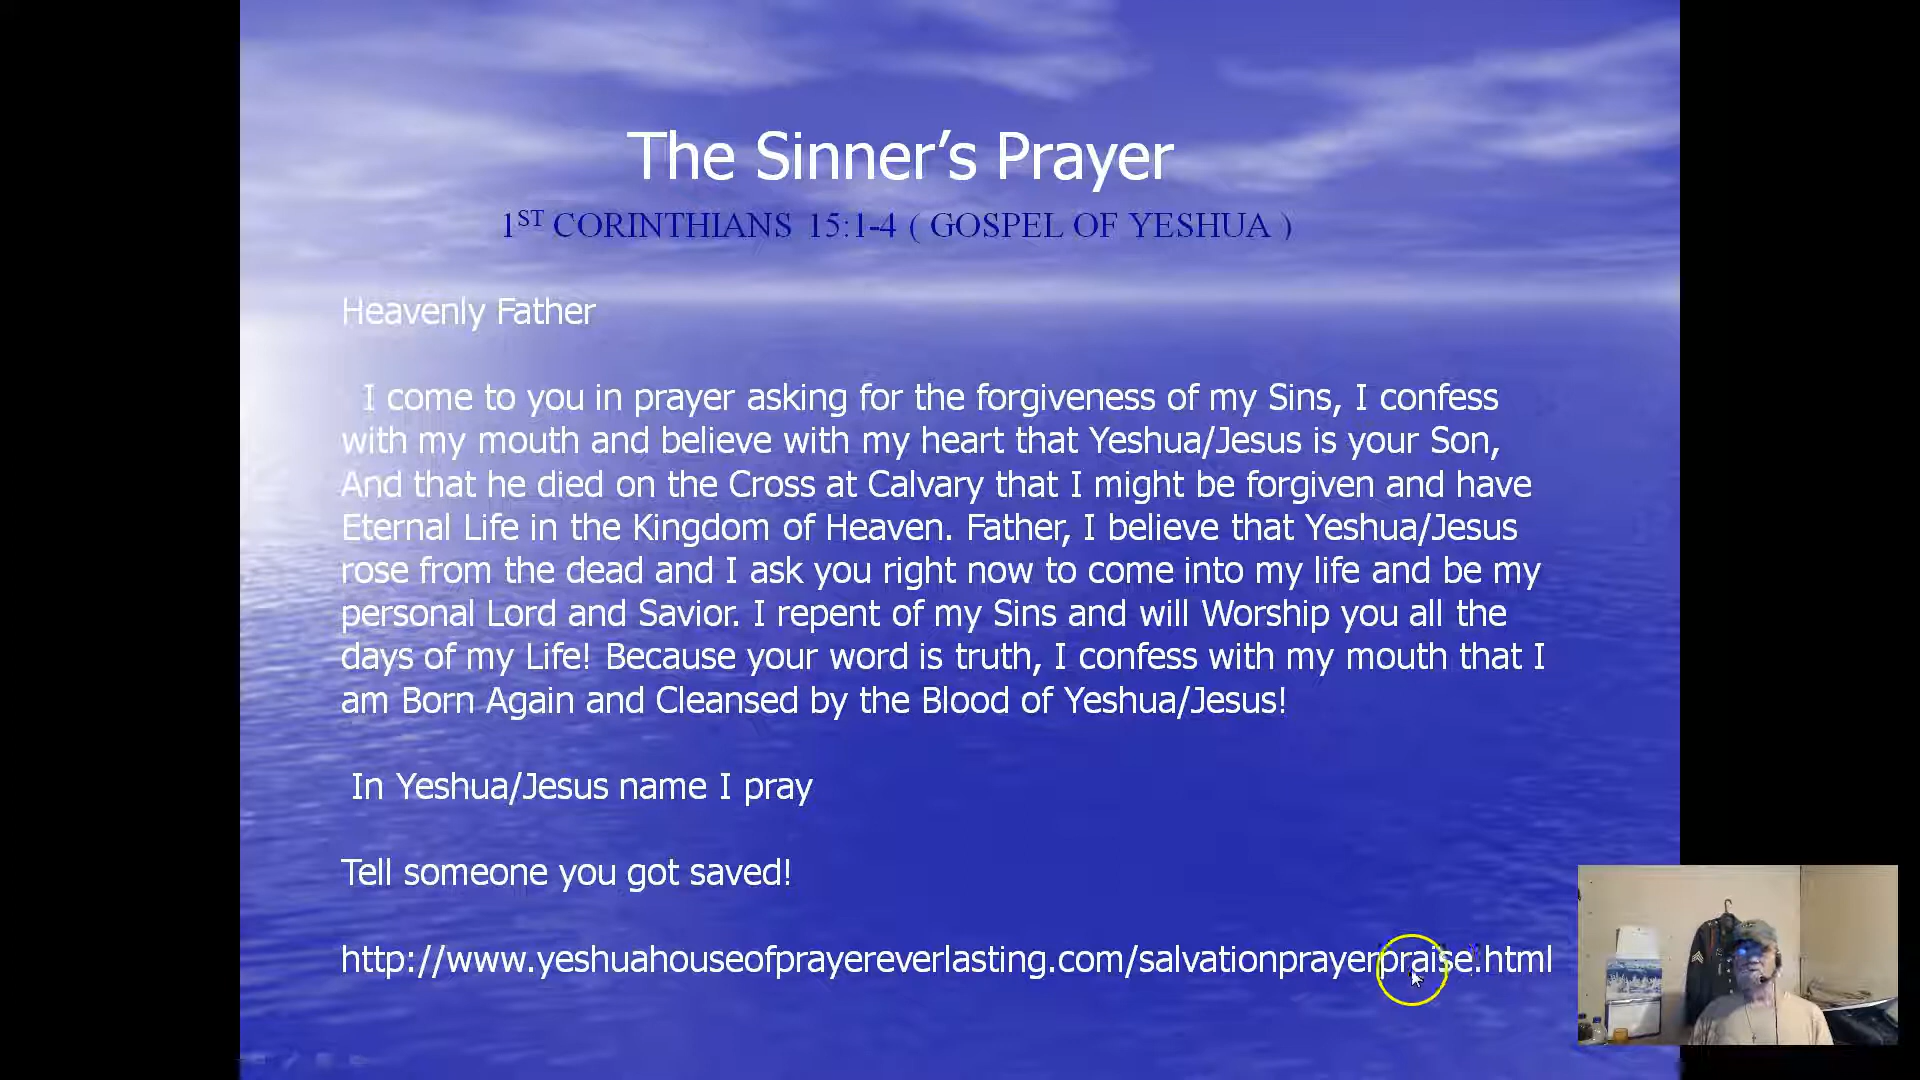 The Sinner’s Prayer
1ST CORINTHIANS 15:1-4 ( GOSPEL OF YESHUA )
Heavenly Father
I come to you in prayer asking for the forgiveness of my Sins, I confess
with my mouth and believe with my heart that Yeshua/Jesus is your Son,
And that he died on the Cross at Calvary that I might be forgiven and have
Eternal Life in the Kingdom of Heaven. Father, I believe that Yeshua/Jesus
rose from the dead and I ask you right now to come into my life and be my
personal Lord and Savior. I repent of my Sins and will Worship you all the
days of my Life! Because your word is truth, I confess with my mouth that I
am Born Again and Cleansed by the Blood of Yeshua/Jesus!
In Yeshua/Jesus name I pray
Tell someone you got saved!
http://www.yeshuahouseofprayereverlasting.com/salvationprayerpraise.html